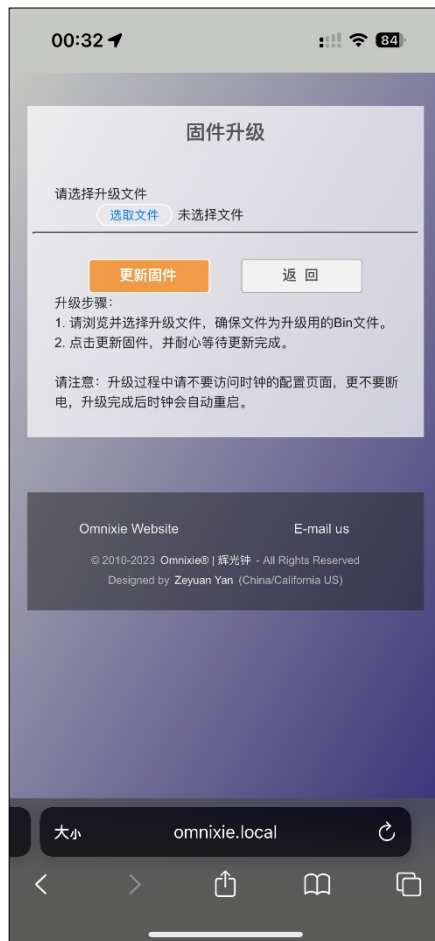 00:32
84
固件升级
请选择升级文件
选取文件 未选择文件
更新固件 返 回
升级步骤：
1. 请浏览并选择升级文件，确保文件为升级用的Bin文件。
2. 点击更新固件，并耐心等待更新完成。
请注意：升级过程中请不要访问时钟的配置页面，更不要断
电，升级完成后时钟会自动重启。
Omnixie Website E-mail us
© 2010-2023 Omnixie® | 辉光钟 - All Rights Reserved
Designed by Zeyuan Yan (China/California US)
大小 omnixie.local